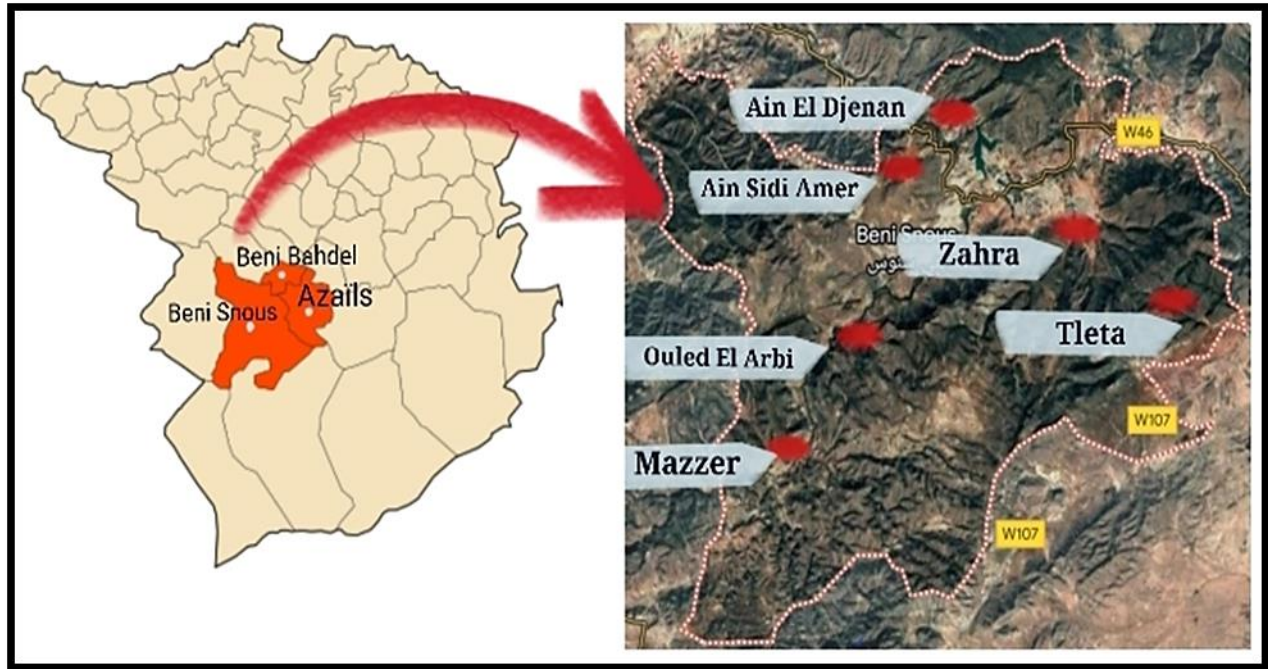 Beni Bahdel
Azaïls
Beni Snous
Ain El Djenan
W46
Ain Sidi Amer
Beni Snous
Zahra
Tleta
Ouled El Arbi
W107
Mazzer
W107